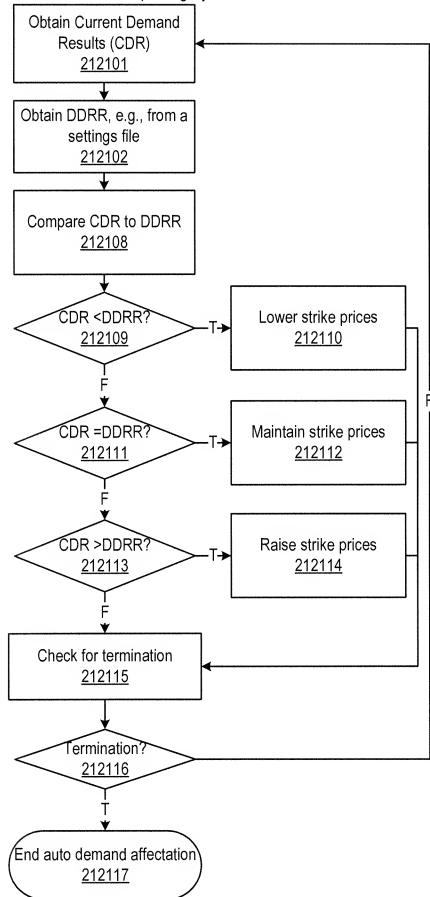 Obtain Current Demand
Results (CDR)
212101
Obtain DDRR, e.g., from a
settings file
212102
Compare CDR to DDRR
212108
CDR <DDRR?
212109
T
Lower strike prices
212110
F
CDR =DDRR?
212111
T
Maintain strike prices
212112
F
CDR >DDRR?
212113
T
Raise strike prices
212114
F
Check for termination
212115
Termination?
212116
T
End auto demand affectation
212117